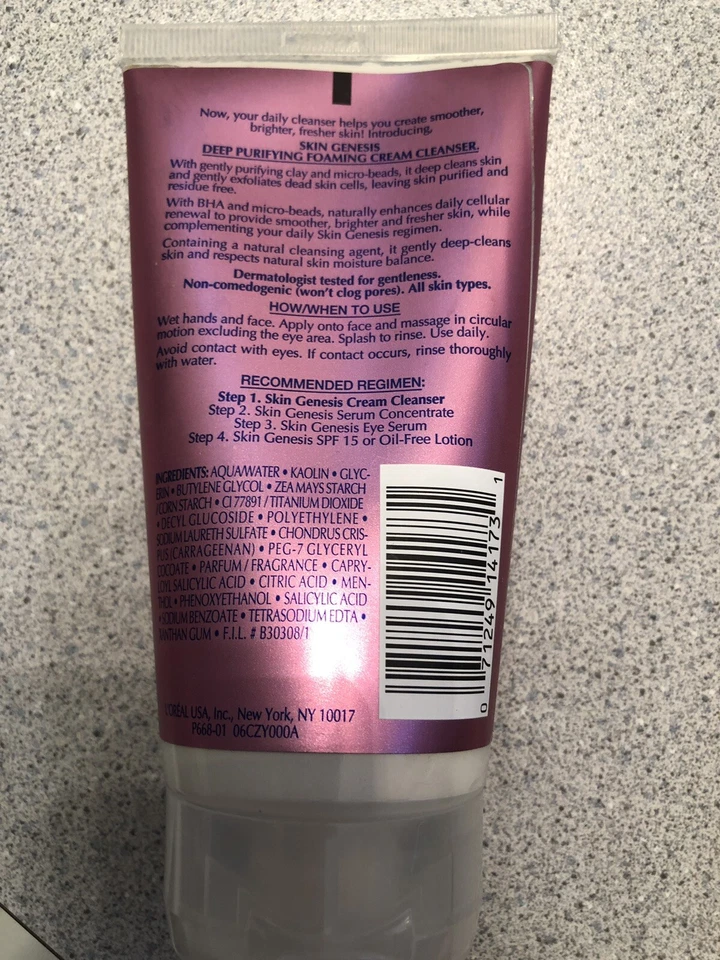 Now, your daily cleanser helps you create smoother,
brighter, fresher skin! Introducing,
SKIN GENESIS
DEEP PURIFYING FOAMING CREAM CLEANSER.
With gently purifying clay and micro-beads, it deep cleans skin
and gently exfoliates dead skin cells, leaving skin purified and
residue free.
With BHA and micro-beads, naturally enhances daily cellular
renewal to provide smoother, brighter and fresher skin, while
complementing your daily Skin Genesis regimen.
Containing a natural cleansing agent, it gently deep-cleans
skin and respects natural skin moisture balance.
Dermatologist tested for gentleness.
Non-comedogenic (won't clog pores). All skin types.
HOW/WHEN TO USE
Wet hands and face. Apply onto face and massage in circular
motion excluding the eye area. Splash to rinse. Use daily.
Avoid contact with eyes. If contact occurs, rinse thoroughly
with water.
RECOMMENDED REGIMEN:
Step 1. Skin Genesis Cream Cleanser
Step 2. Skin Genesis Serum Concentrate
Step 3. Skin Genesis Eye Serum
Step 4. Skin Genesis SPF 15 or Oil-Free Lotion
INGREDIENTS: AQUA/WATER • KAOLIN • GLYC-
ERIN • BUTYLENE GLYCOL • ZEA MAYS STARCH
/CORN STARCH • CI 77891 / TITANIUM DIOXIDE
• DECYL GLUCOSIDE • POLYETHYLENE •
SODIUM LAURETH SULFATE • CHONDRUS CRIS-
PUS (CARRAGEENAN) • PEG-7 GLYCERYL
COCOATE • PARFUM / FRAGRANCE • CAPRY-
LOYL SALICYLIC ACID • CITRIC ACID • MEN-
THOL • PHENOXYETHANOL • SALICYLIC ACID
• SODIUM BENZOATE • TETRASODIUM EDTA •
XANTHAN GUM • F.I.L. # B30308/1
L'ORÉAL USA, Inc., New York, NY 10017
P668-01 06CZY000A
0 71249 14173 1